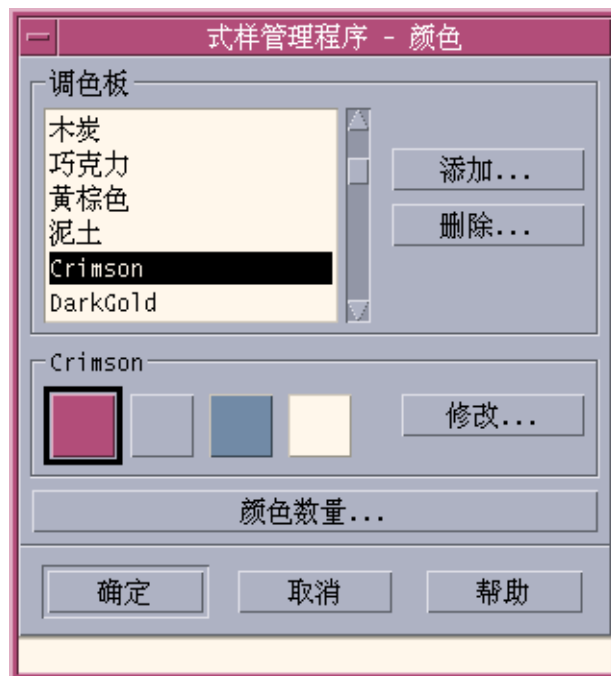 式样管理程序 - 颜色
调色板
木炭
巧克力
黄棕色
泥土
Crimson
DarkGold
添加...
删除...
Crimson
修改...
颜色数量...
确定
取消
帮助